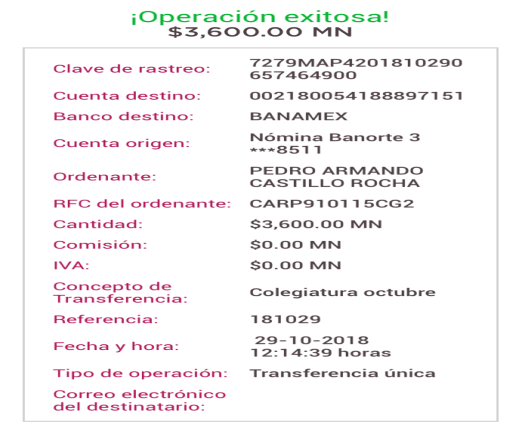 ¡Operación exitosa!
$3,600.00 MN
Clave de rastreo: 7279MAP4201810290
657464900
Cuenta destino: 002180054188897151
Banco destino: BANAMEX
Cuenta origen: Nómina Banorte 3
***8511
Ordenante: PEDRO ARMANDO
CASTILLO ROCHA
RFC del ordenante: CARP910115CG2
Cantidad: $3,600.00 MN
Comisión: $0.00 MN
IVA: $0.00 MN
Concepto de
Transferencia: Colegiatura octubre
Referencia: 181029
Fecha y hora: 29-10-2018
12:14:39 horas
Tipo de operación: Transferencia única
Correo electrónico
del destinatario: